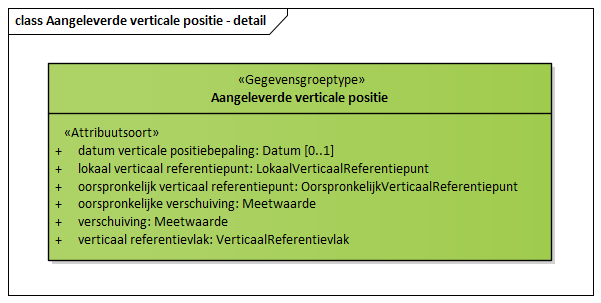 class Aangeleverde verticale positie - detail
«Gegevensgroeptype»
Aangeleverde verticale positie
«Attribuutsoort»
+ datum verticale positiebepaling: Datum [0..1]
+ lokaal verticaal referentiepunt: LokaalVerticaalReferentiepunt
+ oorspronkelijk verticaal referentiepunt: OorspronkelijkVerticaalReferentiepunt
+ oorspronkelijke verschuiving: Meetwaarde
+ verschuiving: Meetwaarde
+ verticaal referentievlak: VerticaalReferentievlak